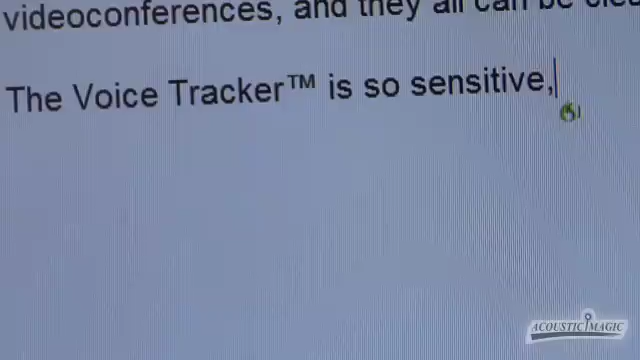 videoconferences, and they all can be
The Voice Tracker™ is so sensitive,
ACOUSTIC MAGIC